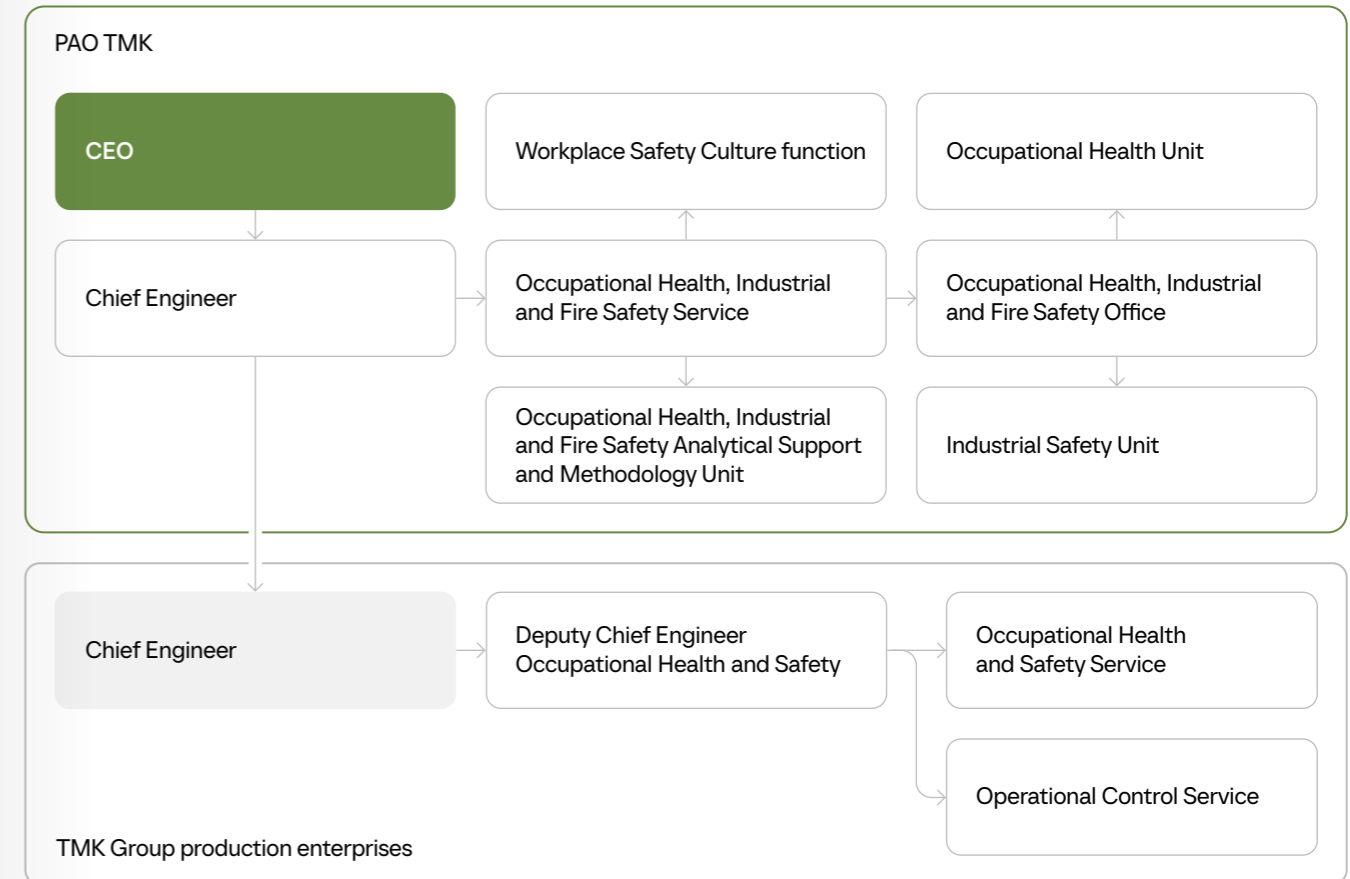 PAO TMK
CEO
Workplace Safety Culture function
Occupational Health Unit
Chief Engineer
Occupational Health, Industrial
and Fire Safety Service
Occupational Health, Industrial
and Fire Safety Office
Occupational Health, Industrial
and Fire Safety Analytical Support
and Methodology Unit
Industrial Safety Unit
Chief Engineer
Deputy Chief Engineer
Occupational Health and Safety
Occupational Health
and Safety Service
Operational Control Service
TMK Group production enterprises